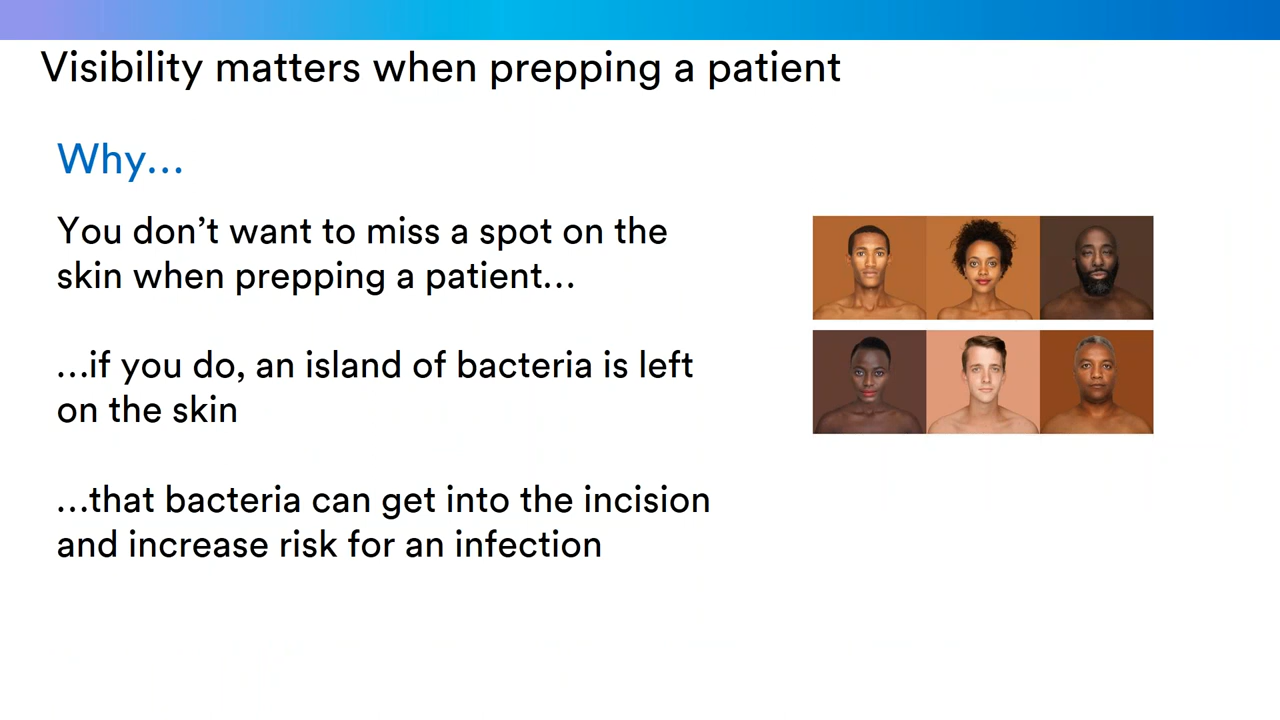 Visibility matters when prepping a patient
Why…
You don’t want to miss a spot on the
skin when prepping a patient…
…if you do, an island of bacteria is left
on the skin
…that bacteria can get into the incision
and increase risk for an infection